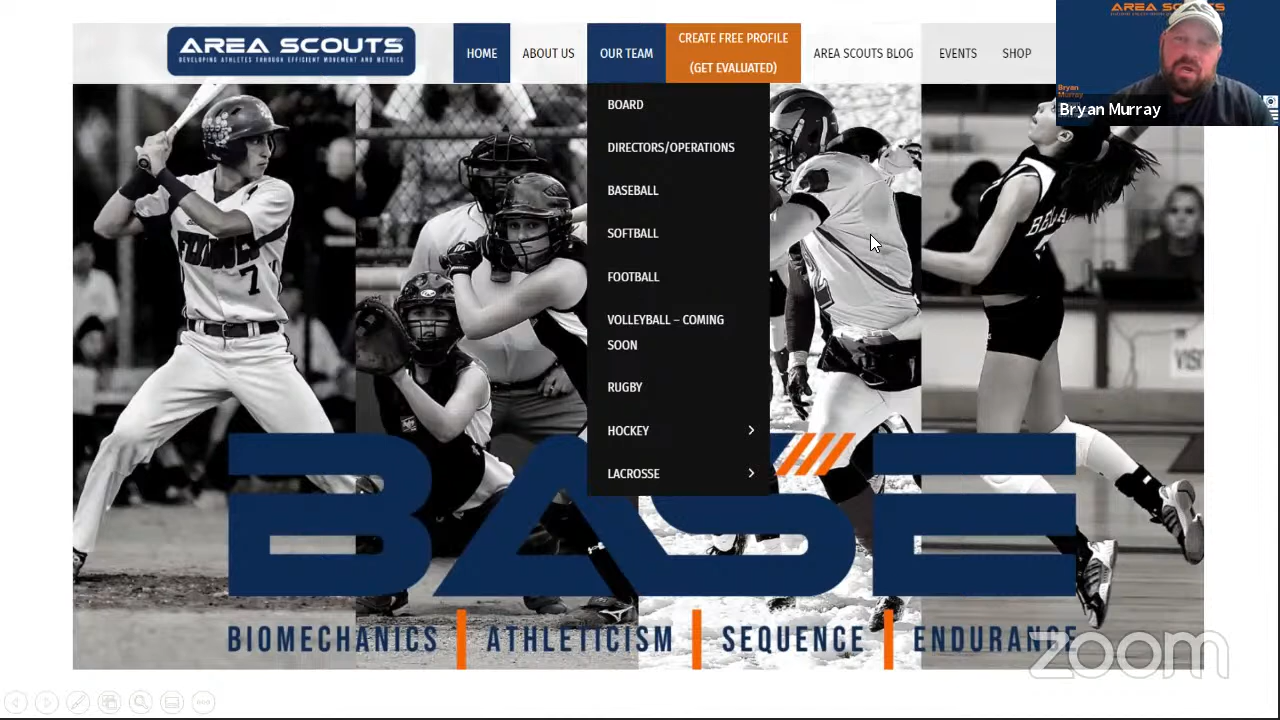 AREA SCOUTS
DEVELOPING ATHLETES THROUGH EFFICIENT MOVEMENT AND METRICS
HOME
ABOUT US
OUR TEAM
CREATE FREE PROFILE
(GET EVALUATED)
AREA SCOUTS BLOG
EVENTS
SHOP
AREA SCOUTS
Bryan
Murray
Bryan Murray
BOARD
DIRECTORS/OPERATIONS
BASEBALL
SOFTBALL
FOOTBALL
VOLLEYBALL – COMING
SOON
RUGBY
HOCKEY
LACROSSE
7
BASE
BIOMECHANICS | ATHLETICISM | SEQUENCE | ENDURANCE
zoom